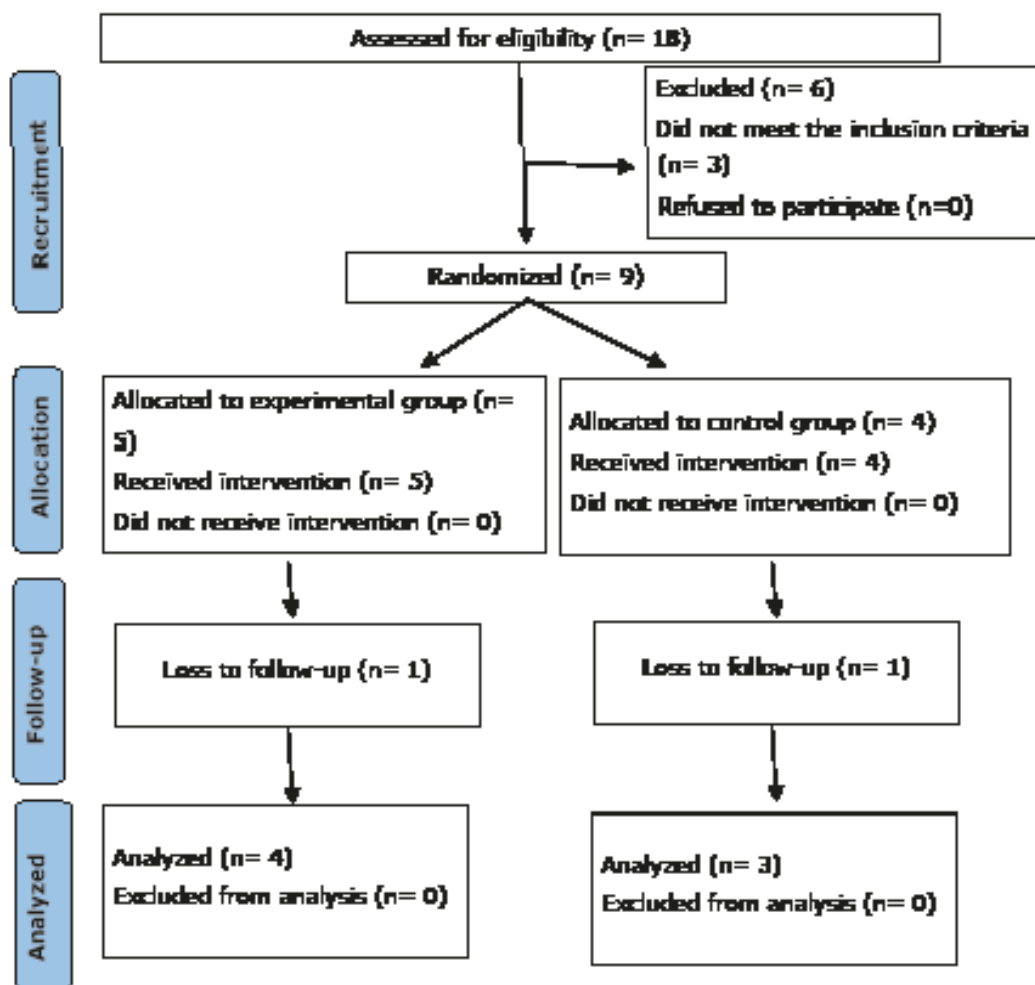 Assessed for eligibility (n= 18)
Recruitment
Excluded (n= 6)
Did not meet the inclusion criteria
(n= 3)
Refused to participate (n=0)
Randomized (n= 9)
Allocation
Allocated to experimental group (n=
5)
Received intervention (n= 5)
Did not receive intervention (n= 0)
Allocated to control group (n= 4)
Received intervention (n= 4)
Did not receive intervention (n= 0)
Follow-up
Loss to follow-up (n= 1)
Loss to follow-up (n= 1)
Analyzed
Analyzed (n= 4)
Excluded from analysis (n= 0)
Analyzed (n= 3)
Excluded from analysis (n= 0)